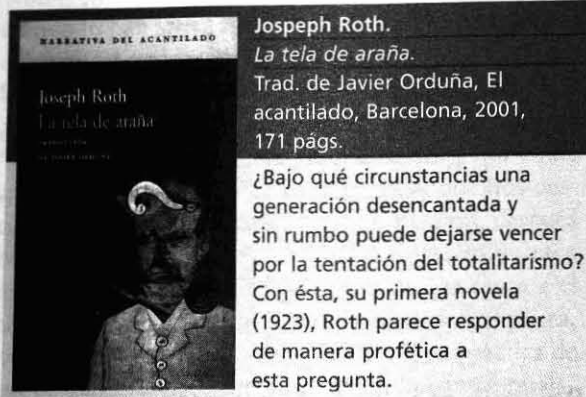 NARRATIVA DEL ACANTILADO
Joseph Roth
La tela de araña
Jospeph Roth.
La tela de araña.
Trad. de Javier Orduña, El
acantilado, Barcelona, 2001,
171 págs.
¿Bajo qué circunstancias una
generación desencantada y
sin rumbo puede dejarse vencer
por la tentación del totalitarismo?
Con ésta, su primera novela
(1923), Roth parece responder
de manera profética a
esta pregunta.